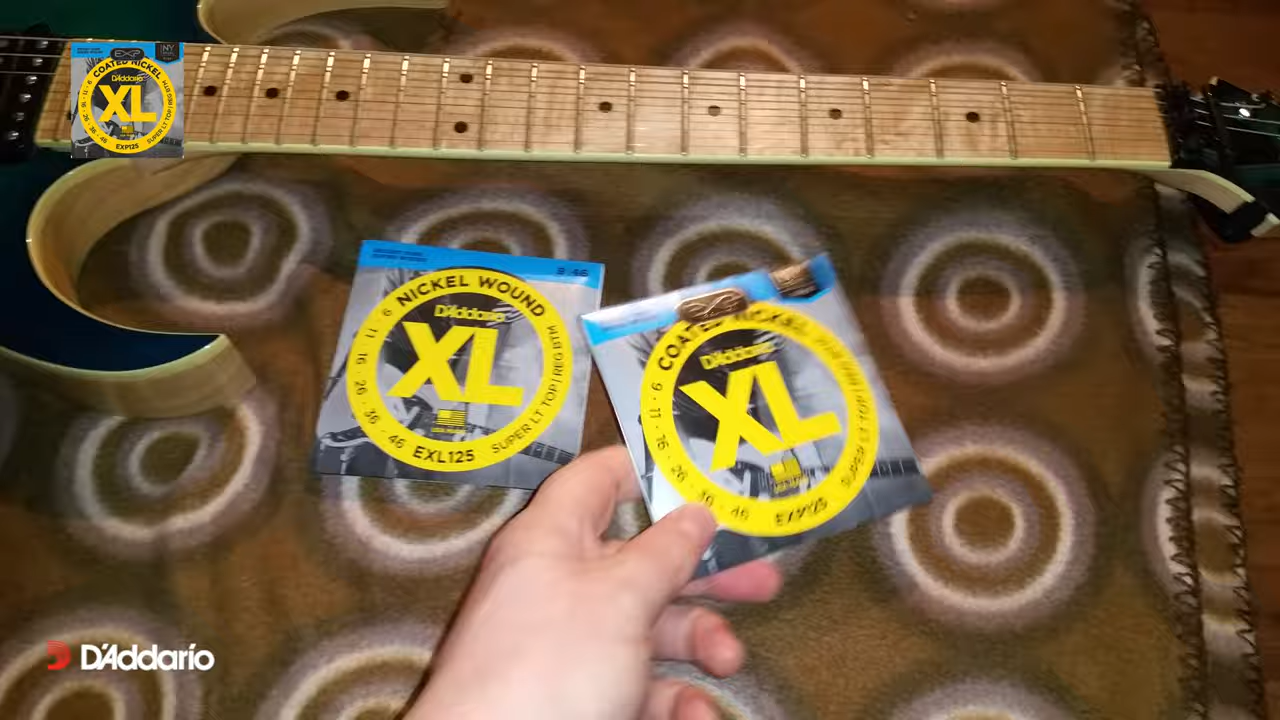 EXP
NY
COATED NICKEL
D'Addario
XL
9 · 11 · 16 · 26 · 36 · 46
EXP125
SUPER LT TOP | REG BTM
9-46
NICKEL WOUND
D'Addario
XL
9 11 16 26 36 46
EXL125
SUPER LT TOP | REG BTM
EXP
COATED NICKEL
D'Addario
XL
9 · 11 · 16 · 26 · 36 · 46
EXP125
SUPER LT TOP | REG BTM
D'Addario